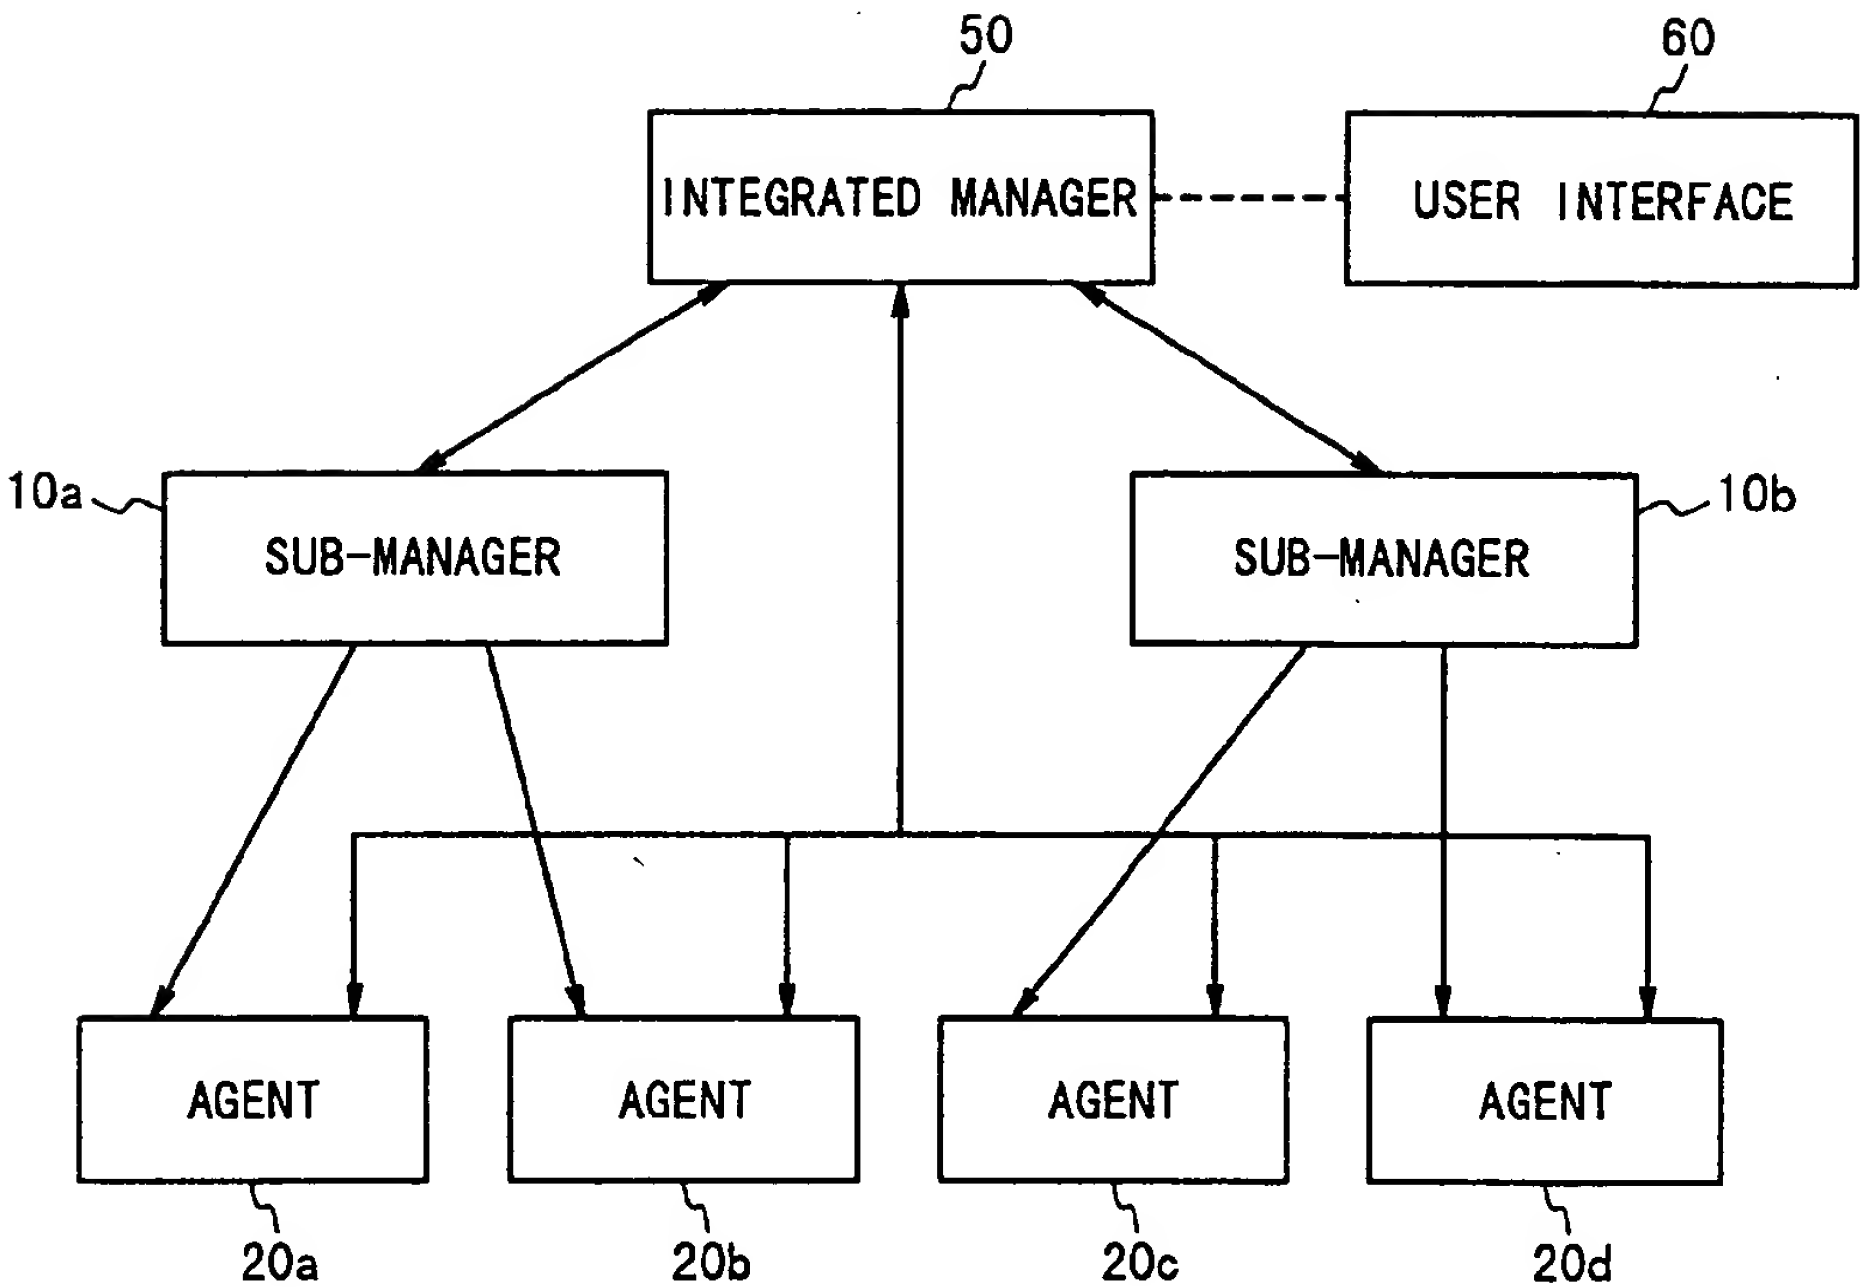 50
60
INTEGRATED MANAGER
USER INTERFACE
10a
10b
SUB-MANAGER
SUB-MANAGER
AGENT
AGENT
AGENT
AGENT
20a
20b
20c
20d